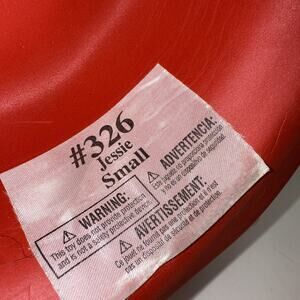 #326
Jessie
Small
⚠ WARNING:
This toy does not provide protection
and is not a safety protective device.
⚠ ADVERTENCIA:
Este juguete no proporciona protección
y no es un dispositivo de seguridad.
⚠ AVERTISSEMENT:
Ce jouet ne fournit pas une protection et il n'est
pas un dispositif de sécurité et de protection.